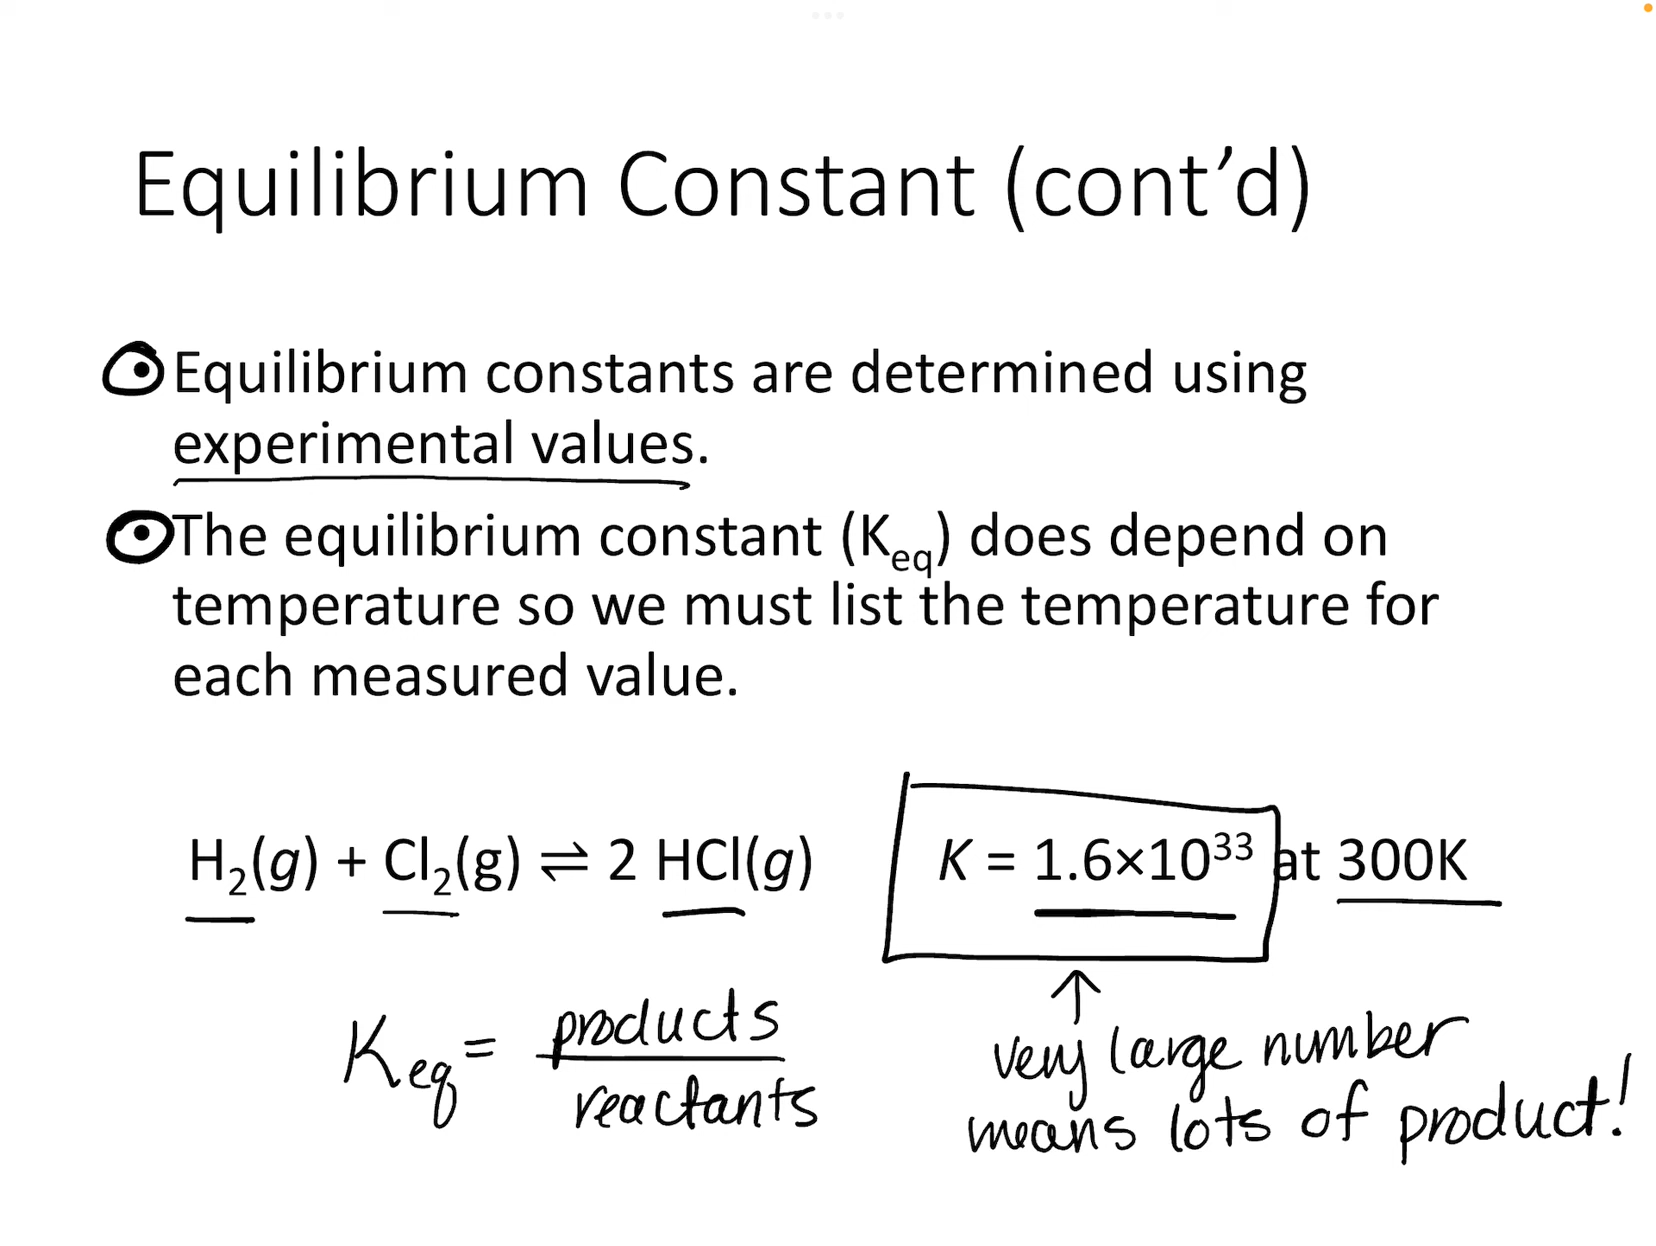 Equilibrium Constant (cont’d)
Equilibrium constants are determined using
experimental values.
The equilibrium constant (Keq) does depend on
temperature so we must list the temperature for
each measured value.
H₂(g) + Cl₂(g) ⇌ 2 HCl(g) K = 1.6×10³³ at 300K
Keq = products
reactants
very large number
means lots of product!